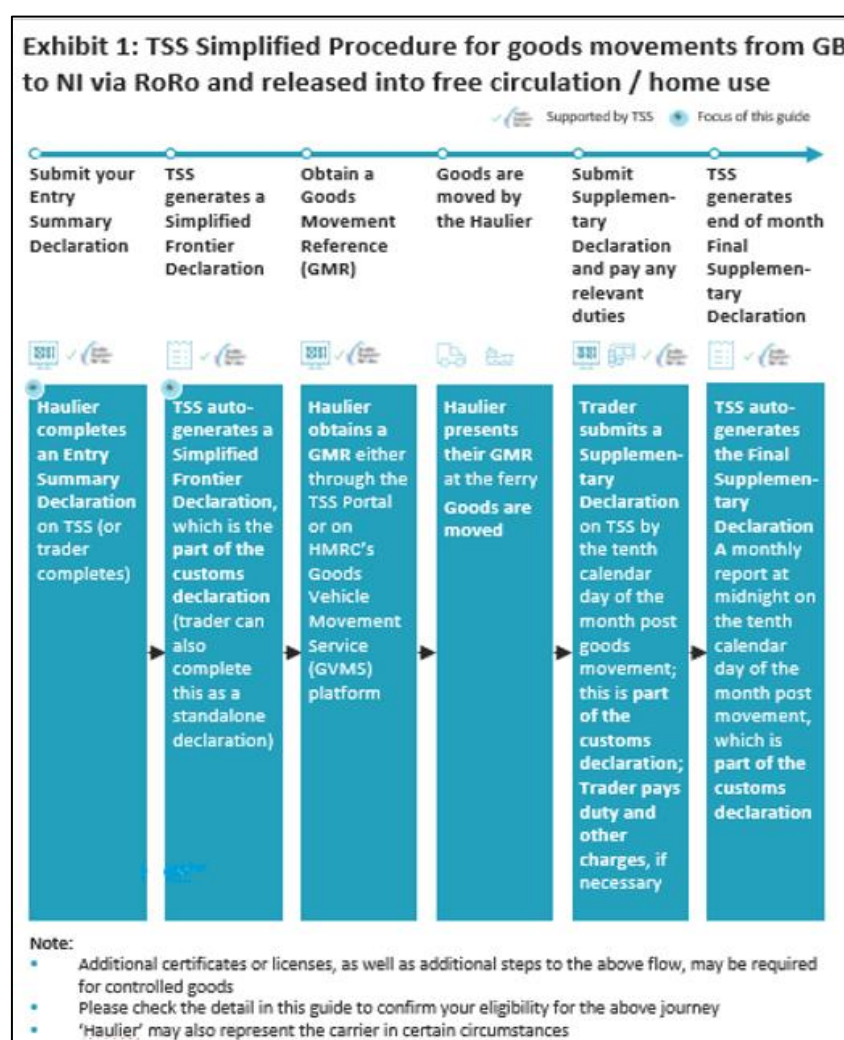 Exhibit 1: TSS Simplified Procedure for goods movements from GB
to NI via RoRo and released into free circulation / home use
Supported by TSS
Focus of this guide
Submit your
Entry
Summary
Declaration
TSS
generates a
Simplified
Frontier
Declaration
Obtain a
Goods
Movement
Reference
(GMR)
Goods are
moved by
the Haulier
Submit
Supplemen-
tary
Declaration
and pay any
relevant
duties
TSS
generates
end of month
Final
Supplemen-
tary
Declaration
Haulier
completes
an Entry
Summary
Declaration
on TSS (or
trader
completes)
TSS auto-
generates a
Simplified
Frontier
Declaration,
which is the
part of the
customs
declaration
(trader can
also
complete
this as a
standalone
declaration)
Haulier
obtains a
GMR either
through the
TSS Portal
or on
HMRC's
Goods
Vehicle
Movement
Service
(GVMS)
platform
Haulier
presents
their GMR
at the ferry
Goods are
moved
Trader
submits a
Supplemen-
tary
Declaration
on TSS by
the tenth
calendar
day of the
month post
goods
movement;
this is part
of the
customs
declaration;
Trader pays
duty and
other
charges, if
necessary
TSS auto-
generates
the Final
Supplemen-
tary
Declaration
A monthly
report at
midnight on
the tenth
calendar
day of the
month post
movement,
which is
part of the
customs
declaration
Note:
Additional certificates or licenses, as well as additional steps to the above flow, may be required
for controlled goods
Please check the detail in this guide to confirm your eligibility for the above journey
'Haulier' may also represent the carrier in certain circumstances